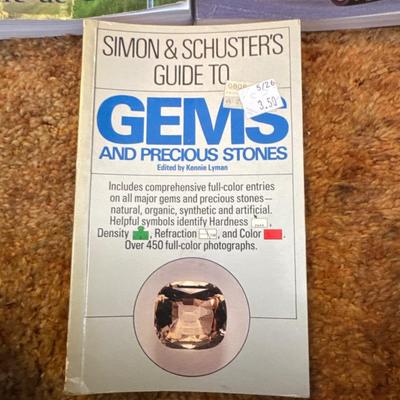 SIMON & SCHUSTER'S
GUIDE TO
5/26
3.50
GEMS
AND PRECIOUS STONES
Edited by Kennie Lyman
Includes comprehensive full-color entries
on all major gems and precious stones—
natural, organic, synthetic and artificial.
Helpful symbols identify Hardness ,
Density , Refraction , and Color .
Over 450 full-color photographs.